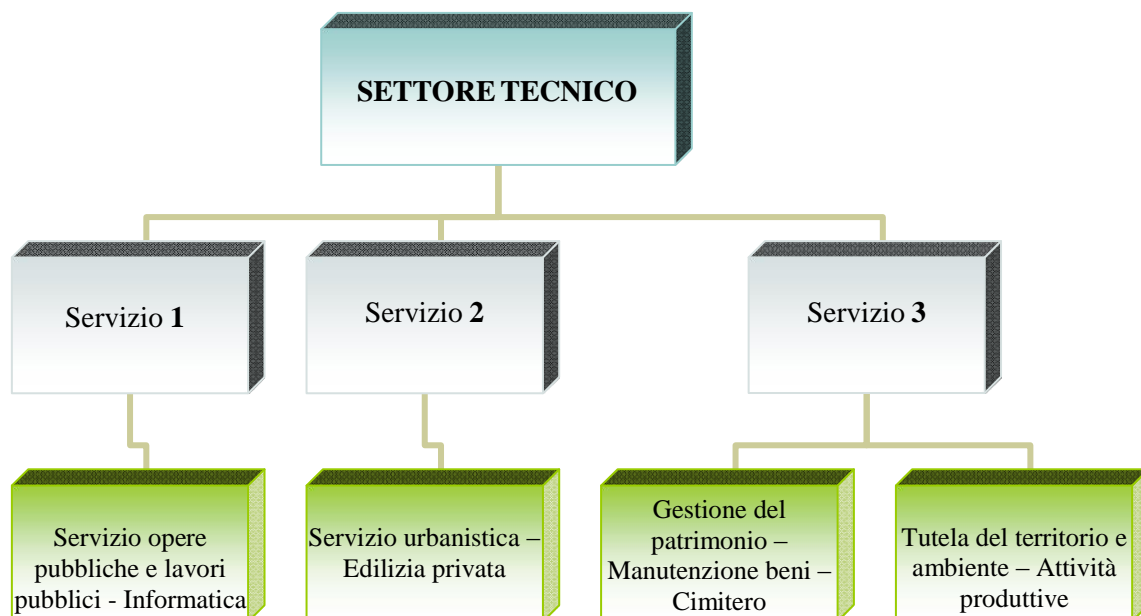 SETTORE TECNICO
Servizio 1
Servizio 2
Servizio 3
Servizio opere
pubbliche e lavori
pubblici - Informatica
Servizio urbanistica –
Edilizia privata
Gestione del
patrimonio –
Manutenzione beni –
Cimitero
Tutela del territorio e
ambiente – Attività
produttive